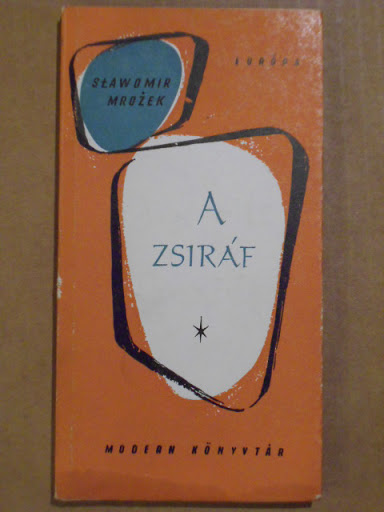 SŁAWOMIR
MROŻEK
EURÓPA
A
ZSIRÁF
MODERN KÖNYVTÁR